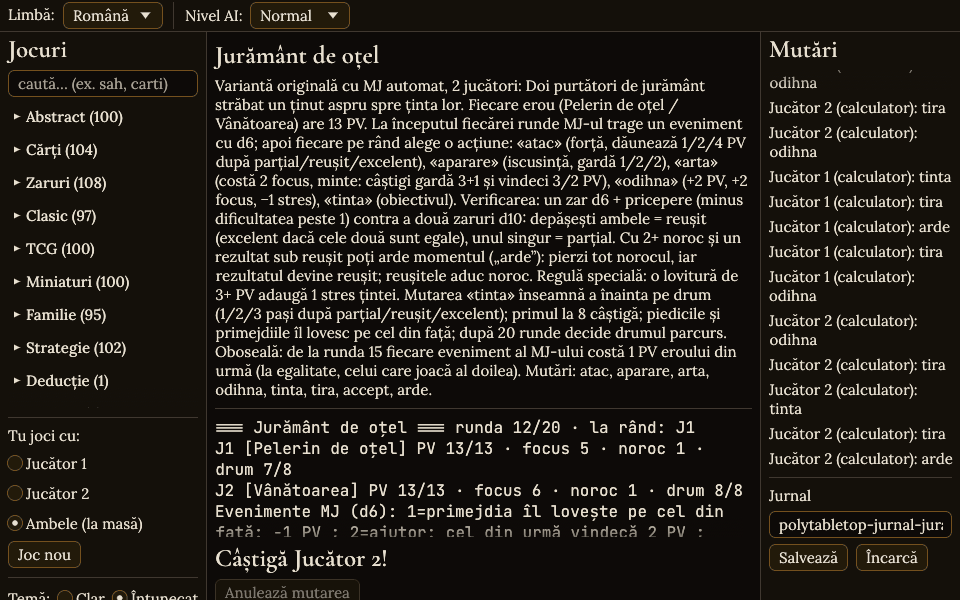 Limbă: Română ▼ Nivel AI: Normal ▼
Jocuri
caută... (ex. sah, carti)
▸ Abstract (100)
▸ Cărți (104)
▸ Zaruri (108)
▸ Clasic (97)
▸ TCG (100)
▸ Miniaturi (100)
▸ Familie (95)
▸ Strategie (102)
▸ Deducție (1)
Tu joci cu:
Jucător 1
Jucător 2
Ambele (la masă)
Joc nou
Temă: Clar Întunecat
Jurământ de oțel
Variantă originală cu MJ automat, 2 jucători: Doi purtători de jurământ
străbat un ținut aspru spre ținta lor. Fiecare erou (Pelerin de oțel /
Vânătoarea) are 13 PV. La începutul fiecărei runde MJ-ul trage un eveniment
cu d6; apoi fiecare pe rând alege o acțiune: «atac» (forță, dăunează 1/2/4 PV
după parțial/reușit/excelent), «aparare» (iscusință, gardă 1/2/2), «arta»
(costă 2 focus, minte: câștigi gardă 3+1 și vindeci 3/2 PV), «odihna» (+2 PV, +2
focus, −1 stres), «tinta» (obiectivul). Verificarea: un zar d6 + pricepere (minus
dificultatea peste 1) contra a două zaruri d10: depășești ambele = reușit
(excelent dacă cele două sunt egale), unul singur = parțial. Cu 2+ noroc și un
rezultat sub reușit poți arde momentul („arde”): pierzi tot norocul, iar
rezultatul devine reușit; reușitele aduc noroc. Regulă specială: o lovitură de
3+ PV adaugă 1 stres țintei. Mutarea «tinta» înseamnă a înainta pe drum
(1/2/3 pași după parțial/reușit/excelent); primul la 8 câștigă; piedicile și
primejdiile îl lovesc pe cel din față; după 20 runde decide drumul parcurs.
Oboseală: de la runda 15 fiecare eveniment al MJ-ului costă 1 PV eroului din
urmă (la egalitate, celui care joacă al doilea). Mutări: atac, aparare, arta,
odihna, tinta, tira, accept, arde.
═══ Jurământ de oțel ═══ runda 12/20 · la rând: J1
J1 [Pelerin de oțel] PV 13/13 · focus 5 · noroc 1 ·
drum 7/8
J2 [Vânătoarea] PV 13/13 · focus 6 · noroc 1 · drum 8/8
Evenimente MJ (d6): 1=primejdia îl lovește pe cel din
față: -1 PV ; 2=ajutor: cel din urmă vindecă 2 PV ;
Câștigă Jucător 2!
Anulează mutarea
Mutări
odihna
Jucător 2 (calculator): tira
Jucător 2 (calculator):
odihna
Jucător 1 (calculator): tinta
Jucător 1 (calculator): tira
Jucător 1 (calculator): arde
Jucător 1 (calculator): tira
Jucător 1 (calculator):
odihna
Jucător 2 (calculator):
odihna
Jucător 2 (calculator): tira
Jucător 2 (calculator):
tinta
Jucător 2 (calculator): tira
Jucător 2 (calculator): arde
Jurnal
polytabletop-jurnal-jura
Salvează Încarcă